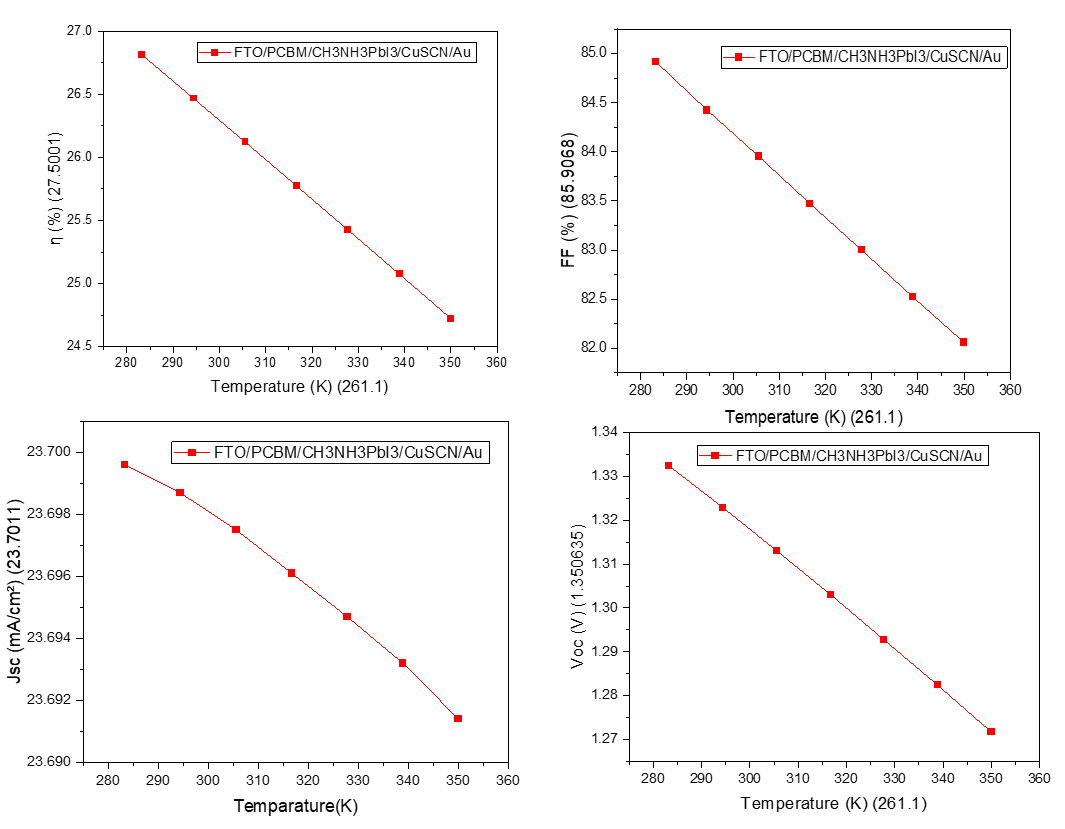 27.0
26.5
26.0
25.5
25.0
24.5
η (%) (27.5001)
FTO/PCBM/CH3NH3PbI3/CuSCN/Au
280 290 300 310 320 330 340 350 360
Temperature (K) (261.1)
85.0
84.5
84.0
83.5
83.0
82.5
82.0
FF (%) (85.9068)
FTO/PCBM/CH3NH3PbI3/CuSCN/Au
280 290 300 310 320 330 340 350 360
Temperature (K) (261.1)
23.700
23.698
23.696
23.694
23.692
23.690
Jsc (mA/cm²) (23.7011)
FTO/PCBM/CH3NH3PbI3/CuSCN/Au
280 290 300 310 320 330 340 350 360
Temparature(K)
1.34
1.33
1.32
1.31
1.30
1.29
1.28
1.27
Voc (V) (1.350635)
FTO/PCBM/CH3NH3PbI3/CuSCN/Au
280 290 300 310 320 330 340 350 360
Temperature (K) (261.1)